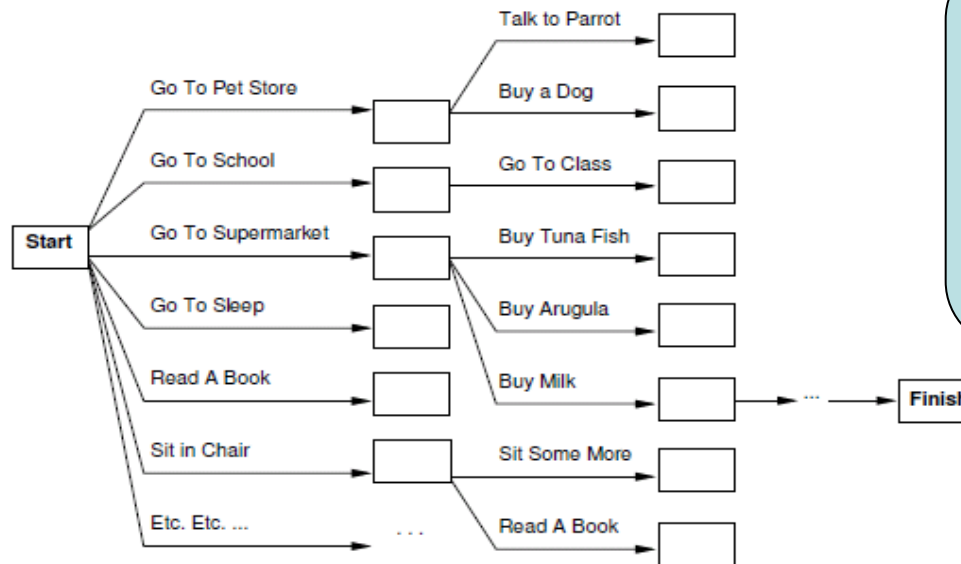 Talk to Parrot
Go To Pet Store
Buy a Dog
Go To School
Go To Class
Start
Go To Supermarket
Buy Tuna Fish
Go To Sleep
Buy Arugula
Read A Book
Buy Milk
...
Finish
Sit in Chair
Sit Some More
Etc. Etc. ...
. . .
Read A Book